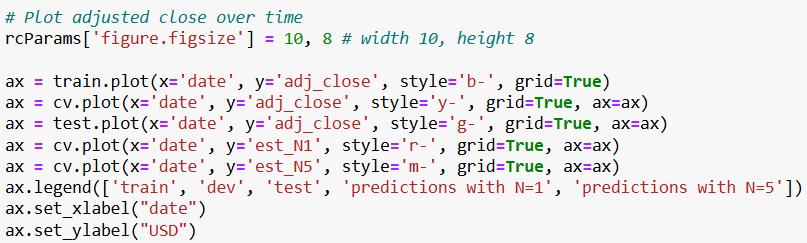 # Plot adjusted close over time
rcParams['figure.figsize'] = 10, 8 # width 10, height 8

ax = train.plot(x='date', y='adj_close', style='b-', grid=True)
ax = cv.plot(x='date', y='adj_close', style='y-', grid=True, ax=ax)
ax = test.plot(x='date', y='adj_close', style='g-', grid=True, ax=ax)
ax = cv.plot(x='date', y='est_N1', style='r-', grid=True, ax=ax)
ax = cv.plot(x='date', y='est_N5', style='m-', grid=True, ax=ax)
ax.legend(['train', 'dev', 'test', 'predictions with N=1', 'predictions with N=5'])
ax.set_xlabel("date")
ax.set_ylabel("USD")